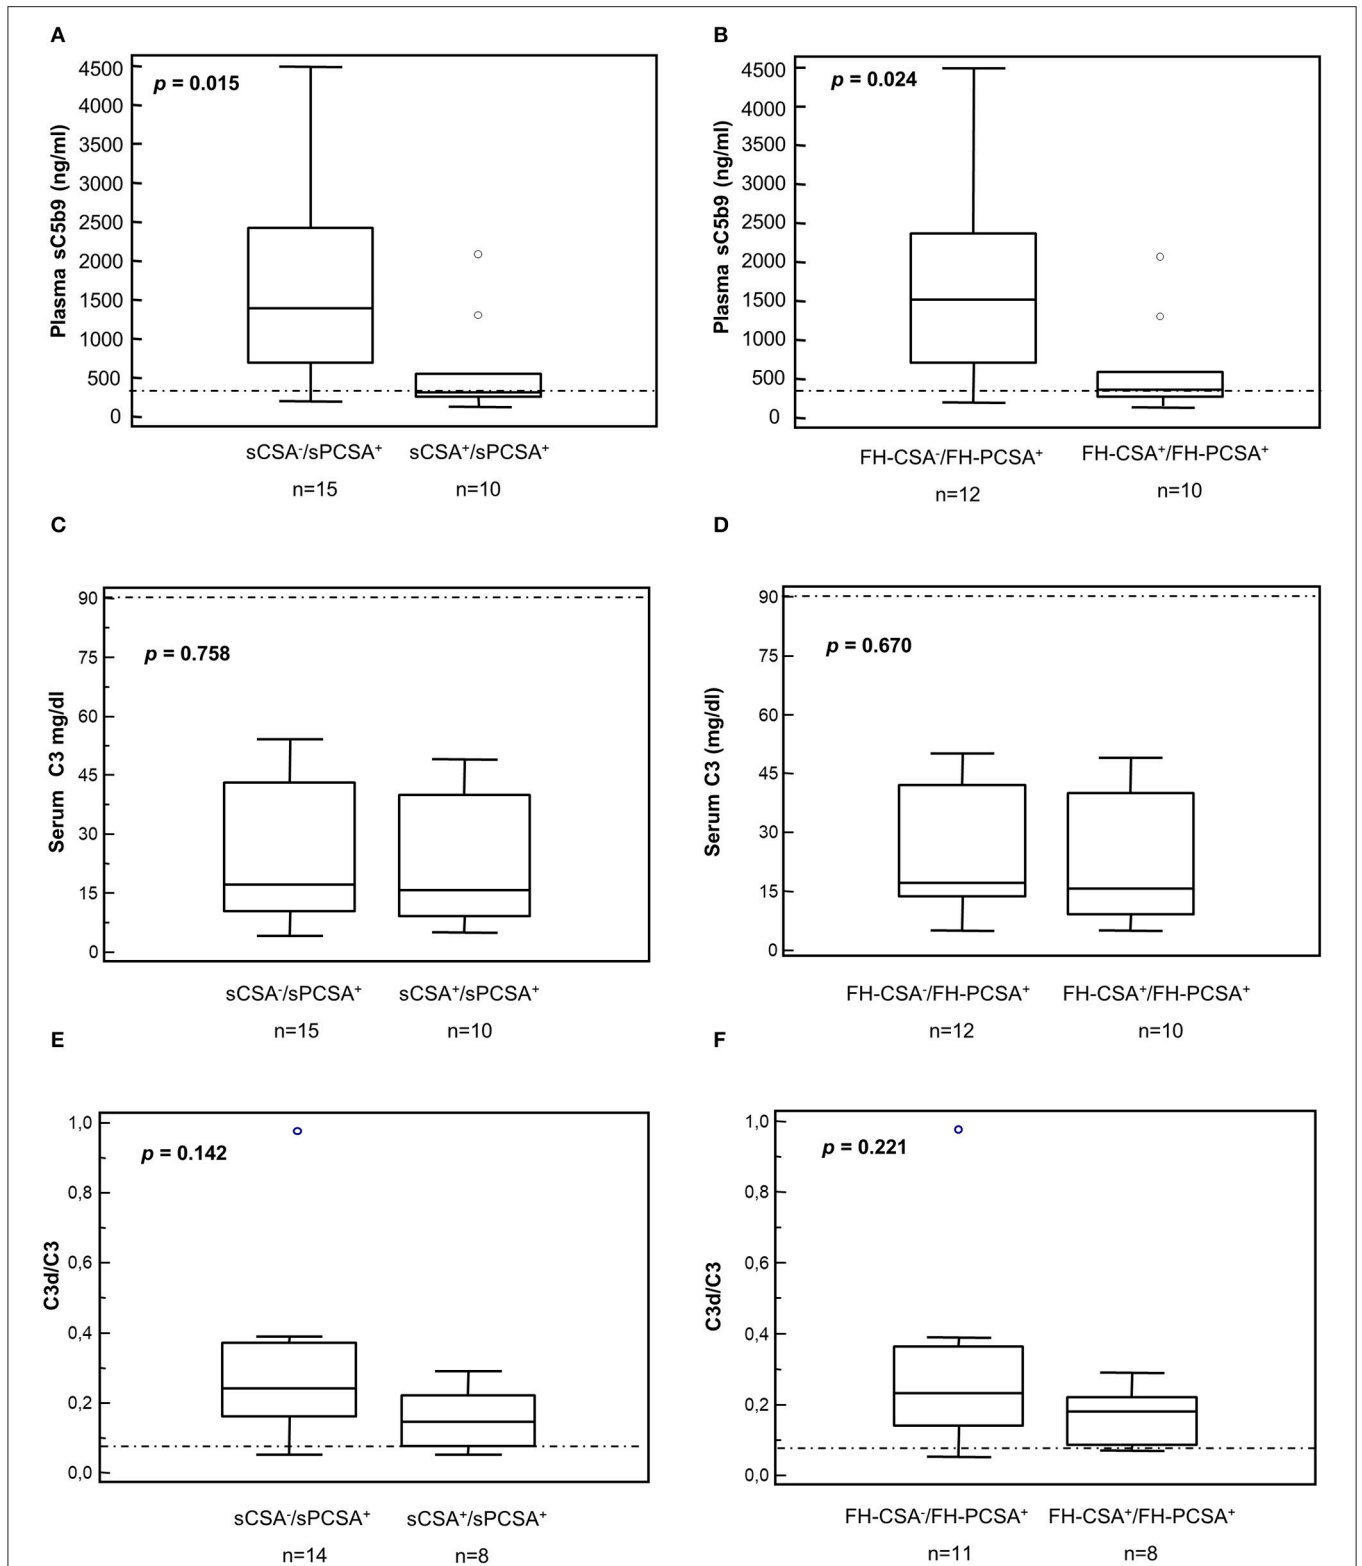 A
p = 0.015
Plasma sC5b9 (ng/ml)
4500
4000
3500
3000
2500
2000
1500
1000
500
0
sCSA⁻/sPCSA⁺ sCSA⁺/sPCSA⁺
n=15 n=10
B
p = 0.024
Plasma sC5b9 (ng/ml)
4500
4000
3500
3000
2500
2000
1500
1000
500
0
FH-CSA⁻/FH-PCSA⁺ FH-CSA⁺/FH-PCSA⁺
n=12 n=10
C
p = 0.758
Serum C3 mg/dl
90
75
60
45
30
15
0
sCSA⁻/sPCSA⁺ sCSA⁺/sPCSA⁺
n=15 n=10
D
p = 0.670
Serum C3 (mg/dl)
90
75
60
45
30
15
0
FH-CSA⁻/FH-PCSA⁺ FH-CSA⁺/FH-PCSA⁺
n=12 n=10
E
p = 0.142
C3d/C3
1,0
0,8
0,6
0,4
0,2
0,0
sCSA⁻/sPCSA⁺ sCSA⁺/sPCSA⁺
n=14 n=8
F
p = 0.221
C3d/C3
1,0
0,8
0,6
0,4
0,2
0,0
FH-CSA⁻/FH-PCSA⁺ FH-CSA⁺/FH-PCSA⁺
n=11 n=8